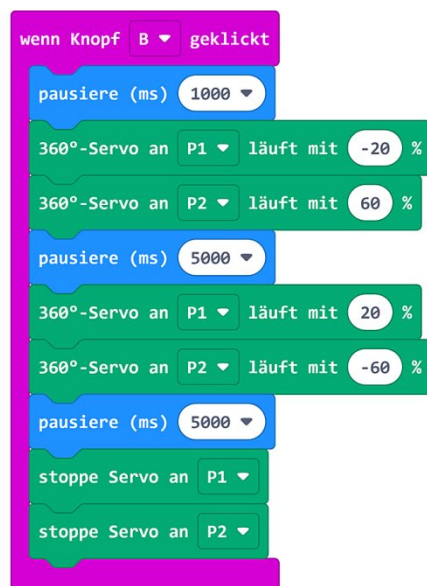 wenn Knopf B geklickt
pausiere (ms) 1000
360°-Servo an P1 läuft mit -20 %
360°-Servo an P2 läuft mit 60 %
pausiere (ms) 5000
360°-Servo an P1 läuft mit 20 %
360°-Servo an P2 läuft mit -60 %
pausiere (ms) 5000
stoppe Servo an P1
stoppe Servo an P2